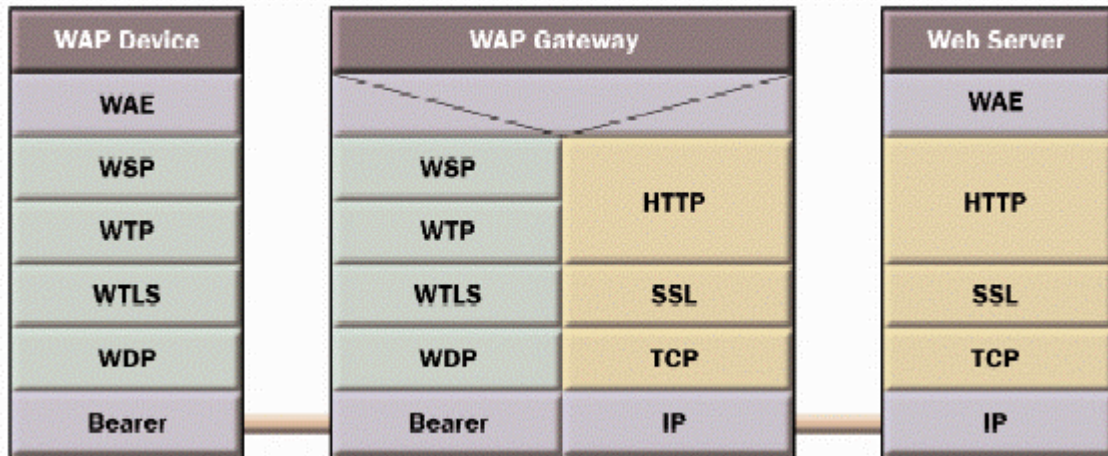 WAP Device
WAE
WSP
WTP
WTLS
WDP
Bearer
WAP Gateway
WSP
WTP
WTLS
WDP
Bearer
HTTP
SSL
TCP
IP
Web Server
WAE
HTTP
SSL
TCP
IP